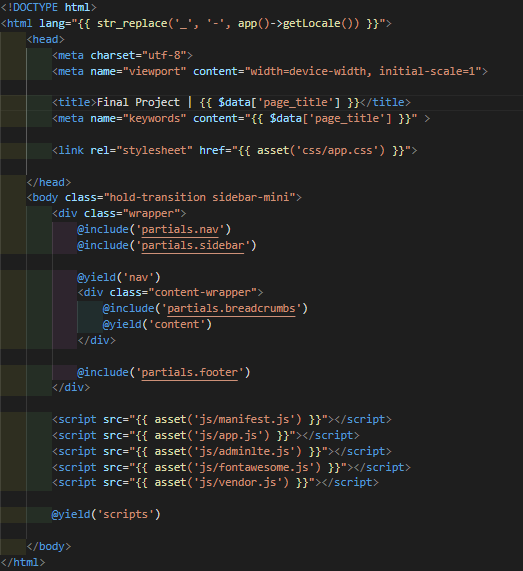 <!DOCTYPE html>
<html lang="{{ str_replace('_', '-', app()->getLocale()) }}">
<head>
<meta charset="utf-8">
<meta name="viewport" content="width=device-width, initial-scale=1">
<title>Final Project | {{ $data['page_title'] }}</title>
<meta name="keywords" content="{{ $data['page_title'] }}" >
<link rel="stylesheet" href="{{ asset('css/app.css') }}">
</head>
<body class="hold-transition sidebar-mini">
<div class="wrapper">
@include('partials.nav')
@include('partials.sidebar')
@yield('nav')
<div class="content-wrapper">
@include('partials.breadcrumbs')
@yield('content')
</div>
@include('partials.footer')
</div>
<script src="{{ asset('js/manifest.js') }}"></script>
<script src="{{ asset('js/app.js') }}"></script>
<script src="{{ asset('js/adminlte.js') }}"></script>
<script src="{{ asset('js/fontawesome.js') }}"></script>
<script src="{{ asset('js/vendor.js') }}"></script>
@yield('scripts')
</body>
</html>